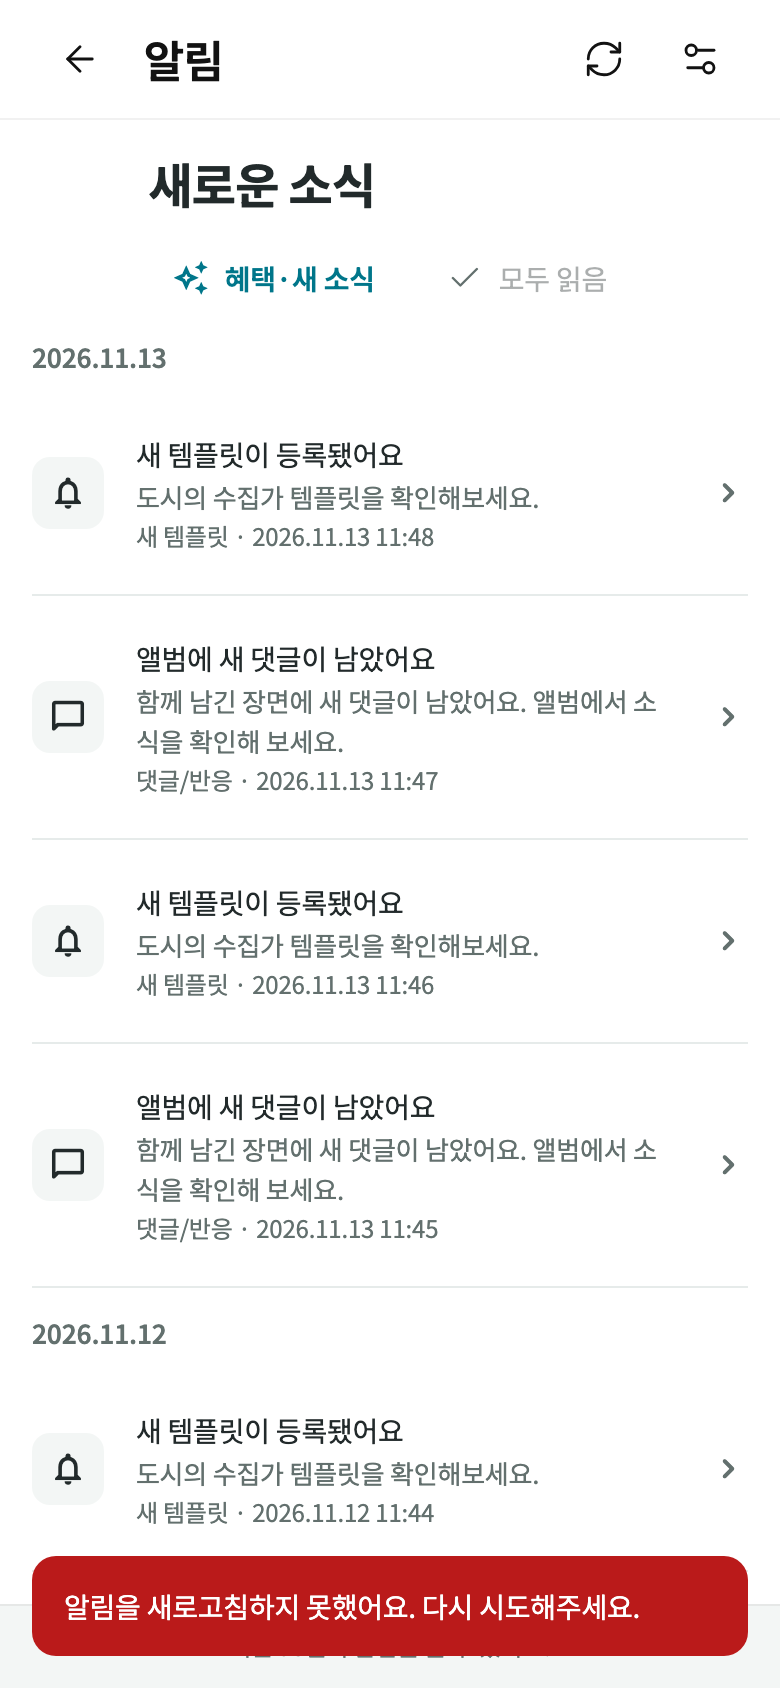 알림
새로운 소식
혜택·새 소식
모두 읽음
2026.11.13
새 템플릿이 등록됐어요
도시의 수집가 템플릿을 확인해보세요.
새 템플릿 · 2026.11.13 11:48
앨범에 새 댓글이 남았어요
함께 남긴 장면에 새 댓글이 남았어요. 앨범에서 소
식을 확인해 보세요.
댓글/반응 · 2026.11.13 11:47
새 템플릿이 등록됐어요
도시의 수집가 템플릿을 확인해보세요.
새 템플릿 · 2026.11.13 11:46
앨범에 새 댓글이 남았어요
함께 남긴 장면에 새 댓글이 남았어요. 앨범에서 소
식을 확인해 보세요.
댓글/반응 · 2026.11.13 11:45
2026.11.12
새 템플릿이 등록됐어요
도시의 수집가 템플릿을 확인해보세요.
새 템플릿 · 2026.11.12 11:44
알림을 새로고침하지 못했어요. 다시 시도해주세요.